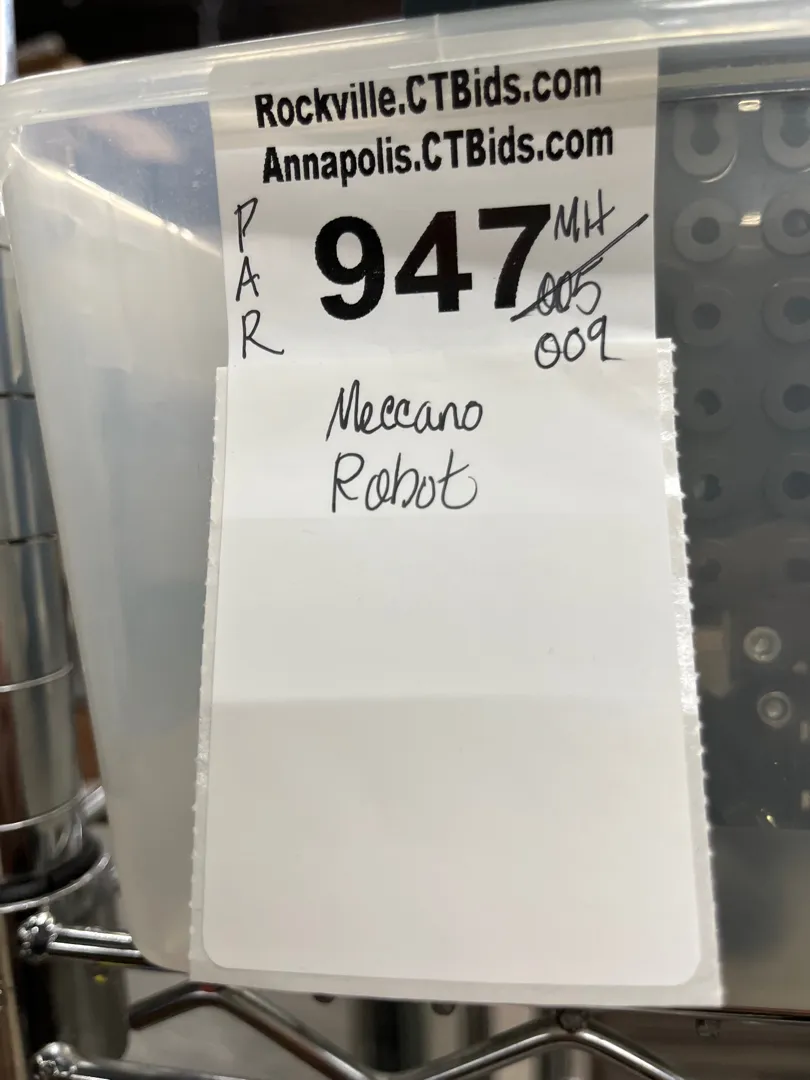 Rockville.CTBids.com
Annapolis.CTBids.com
PAR
947
MH
005
009
Meccano
Robot